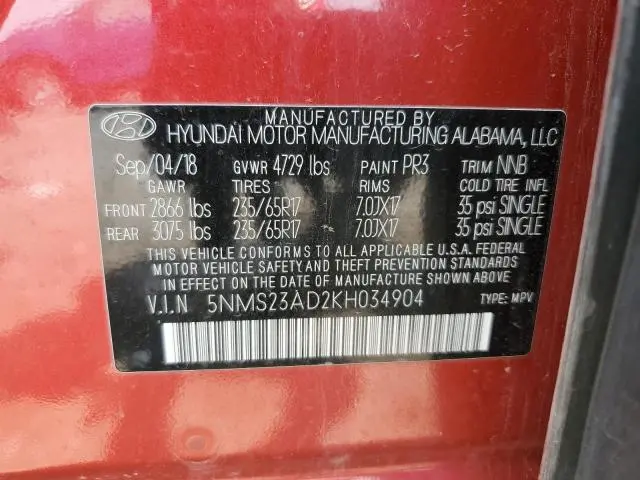 MANUFACTURED BY
HYUNDAI MOTOR MANUFACTURING ALABAMA, LLC
Sep/04/18 GVWR 4729 lbs PAINT PR3 TRIM NNB
GAWR TIRES RIMS COLD TIRE INFL
FRONT 2866 lbs 235/65R17 7.0JX17 35 psi SINGLE
REAR 3075 lbs 235/65R17 7.0JX17 35 psi SINGLE
THIS VEHICLE CONFORMS TO ALL APPLICABLE U.S.A. FEDERAL
MOTOR VEHICLE SAFETY AND THEFT PREVENTION STANDARDS
IN EFFECT ON THE DATE OF MANUFACTURE SHOWN ABOVE.
V.I.N 5NMS23AD2KH034904 TYPE: MPV